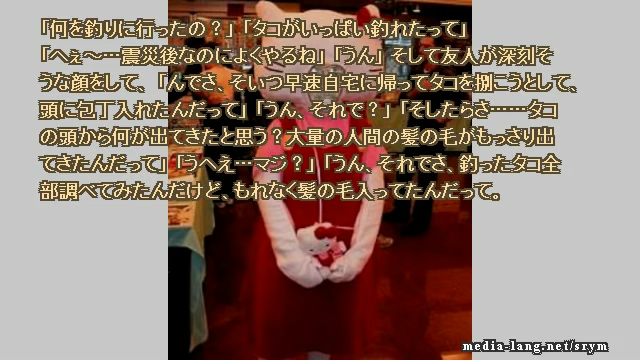 「何を釣りに行ったの？」「タコがいっぱい釣れたって」
「へぇ～…震災後なのによくやるね」「うん」そして友人が深刻そ
うな顔をして、「んでさ、そいつ早速自宅に帰ってタコを捌こうとして、
頭に包丁入れたんだって」「うん、それで？」「そしたらさ……タコ
の頭から何が出てきたと思う？大量の人間の髪の毛がもっさり出
てきたんだって」「うへえ…マジ？」「うん、それでさ、釣ったタコ全
部調べてみたんだけど、もれなく髪の毛入ってたんだって。
media-lang.net/srym